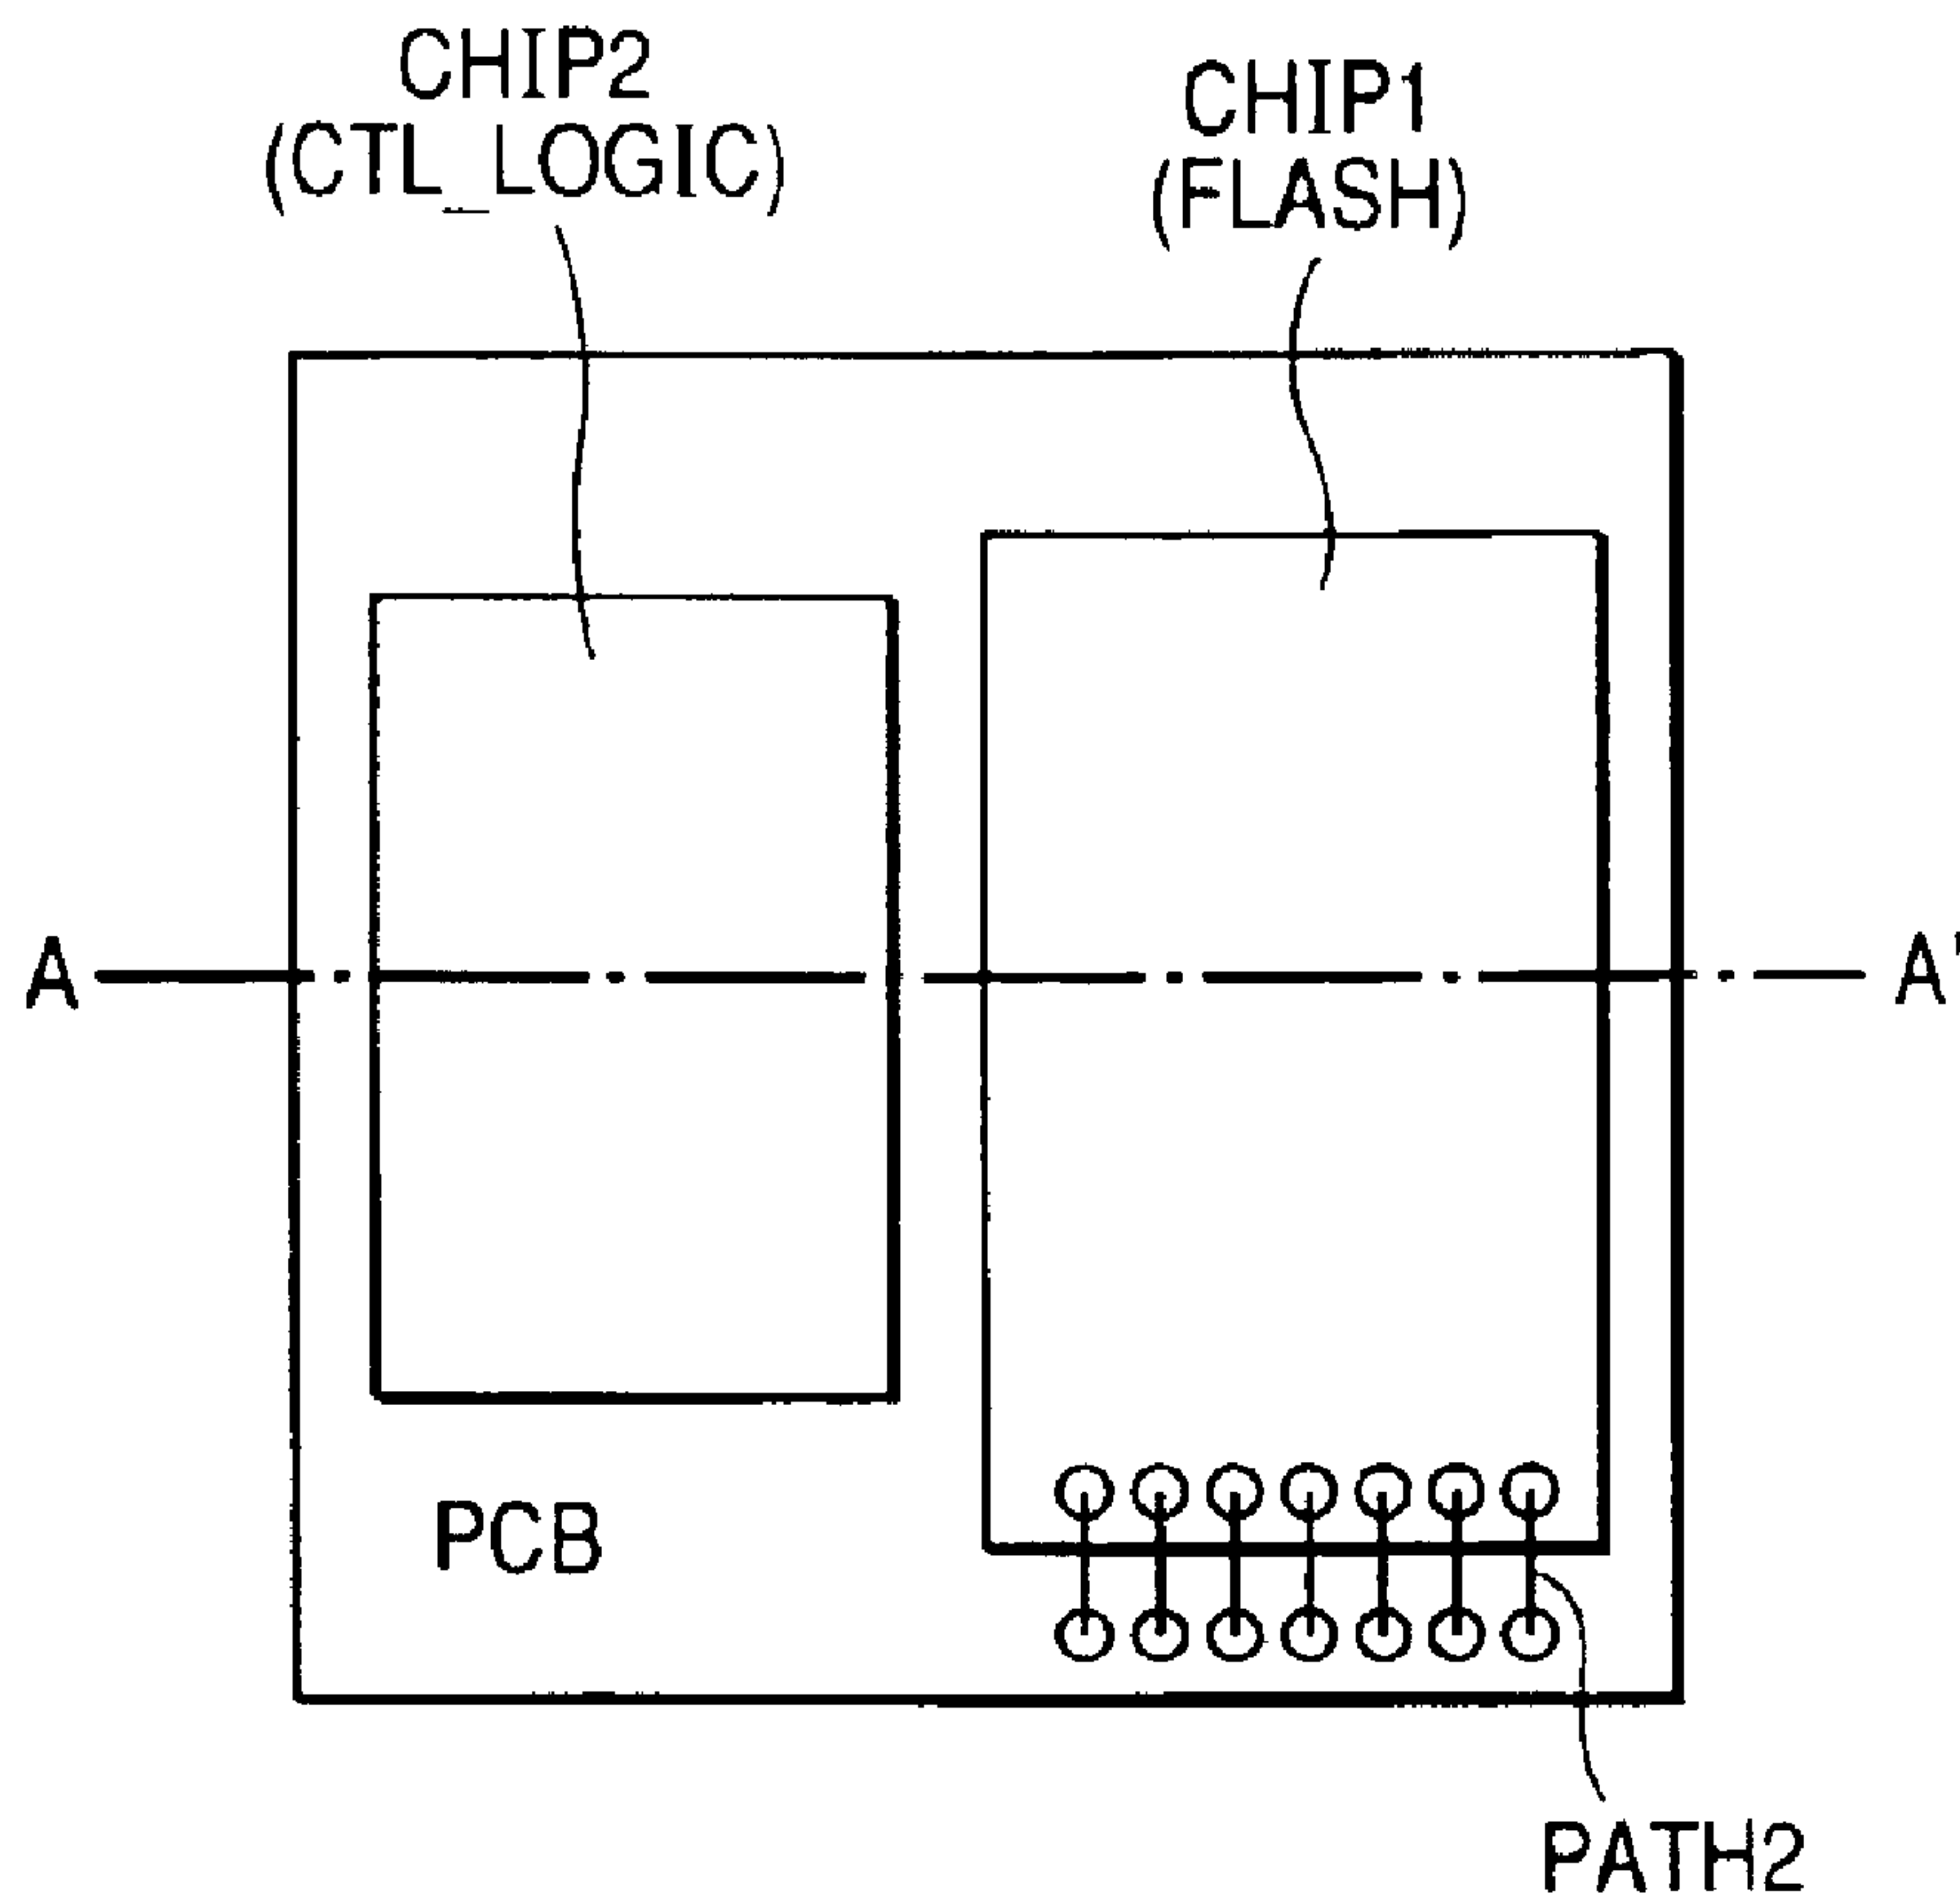 CHIP2
(CTL_LOGIC)
CHIP1
(FLASH)
A
A'
PCB
PATH2